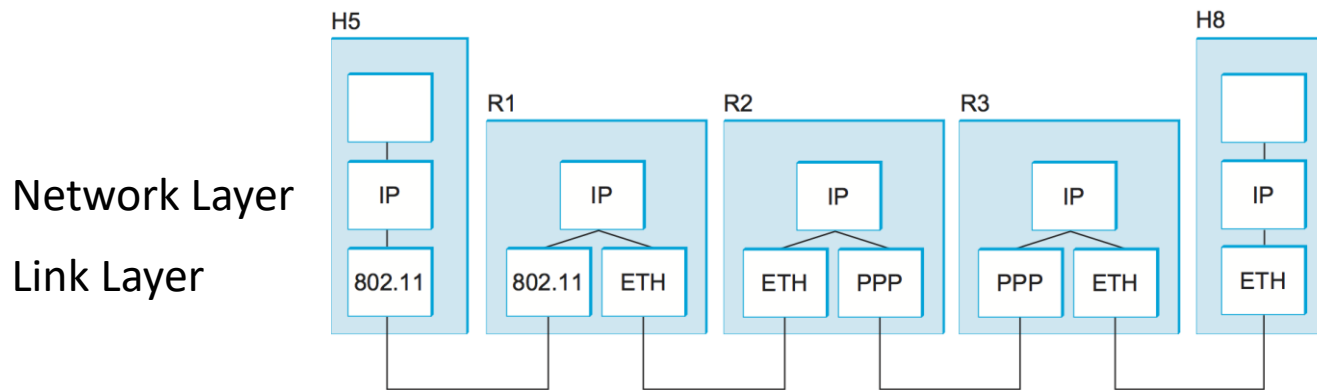 H5
H8
R1
R2
R3
Network Layer
IP
IP
IP
IP
IP
Link Layer
802.11
802.11
ETH
ETH
PPP
PPP
ETH
ETH